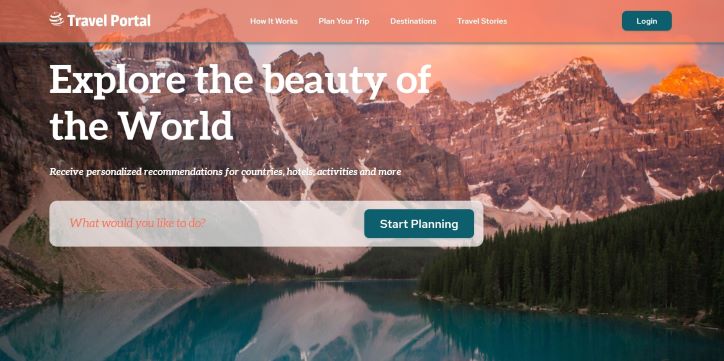 Travel Portal
How It Works
Plan Your Trip
Destinations
Travel Stories
Login
Explore the beauty of
the World
Receive personalized recommendations for countries, hotels, activities and more
What would you like to do?
Start Planning